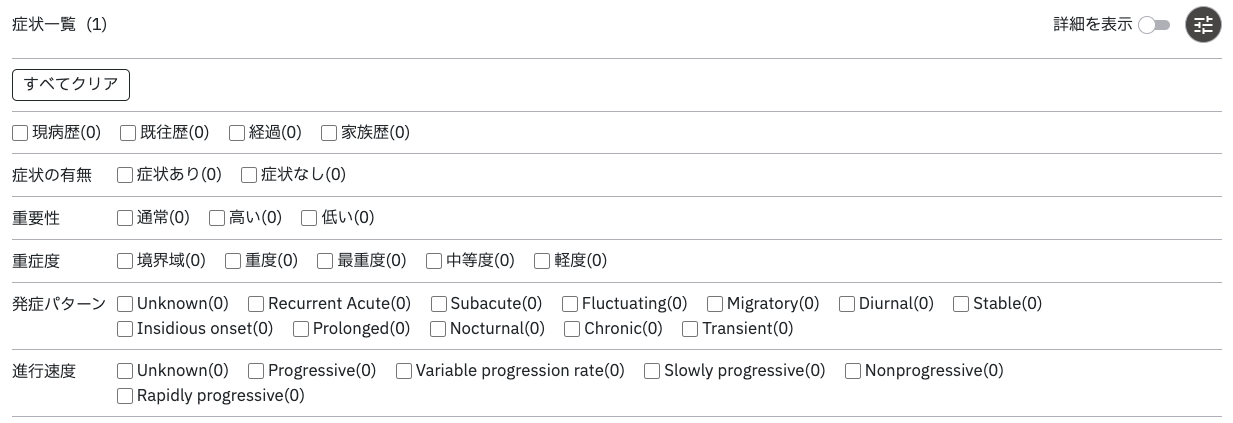 症状一覧 (1) 詳細を表示
すべてクリア
現病歴(0) 既往歴(0) 経過(0) 家族歴(0)
症状の有無 症状あり(0) 症状なし(0)
重要性 通常(0) 高い(0) 低い(0)
重症度 境界域(0) 重度(0) 最重度(0) 中等度(0) 軽度(0)
発症パターン Unknown(0) Recurrent Acute(0) Subacute(0) Fluctuating(0) Migratory(0) Diurnal(0) Stable(0)
Insidious onset(0) Prolonged(0) Nocturnal(0) Chronic(0) Transient(0)
進行速度 Unknown(0) Progressive(0) Variable progression rate(0) Slowly progressive(0) Nonprogressive(0)
Rapidly progressive(0)